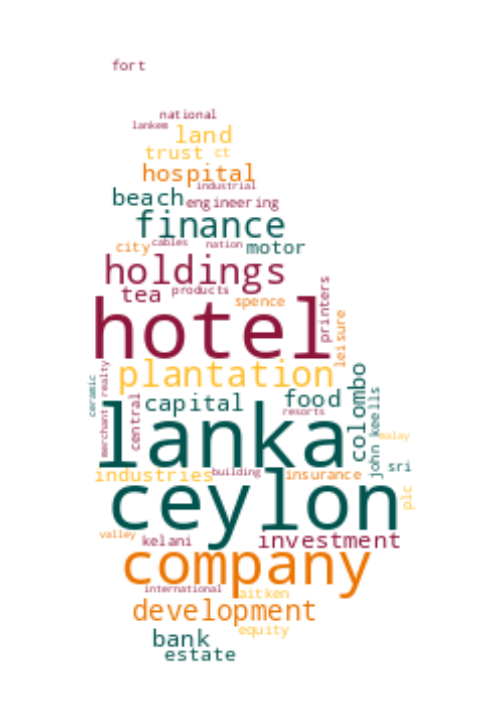 fort
national
lankem
land
trust ct
hospital
industrial
beach engineering
finance
city cables nation motor
holdings
tea products
spence
printers
hotel
leisure
plantation
ceramic
merchant realty
central
capital food
resorts
colombo
john keells
lanka
malay
sri
industries building insurance
plc
ceylon
valley kelani investment
company
international
aitken
development
equity
bank
estate